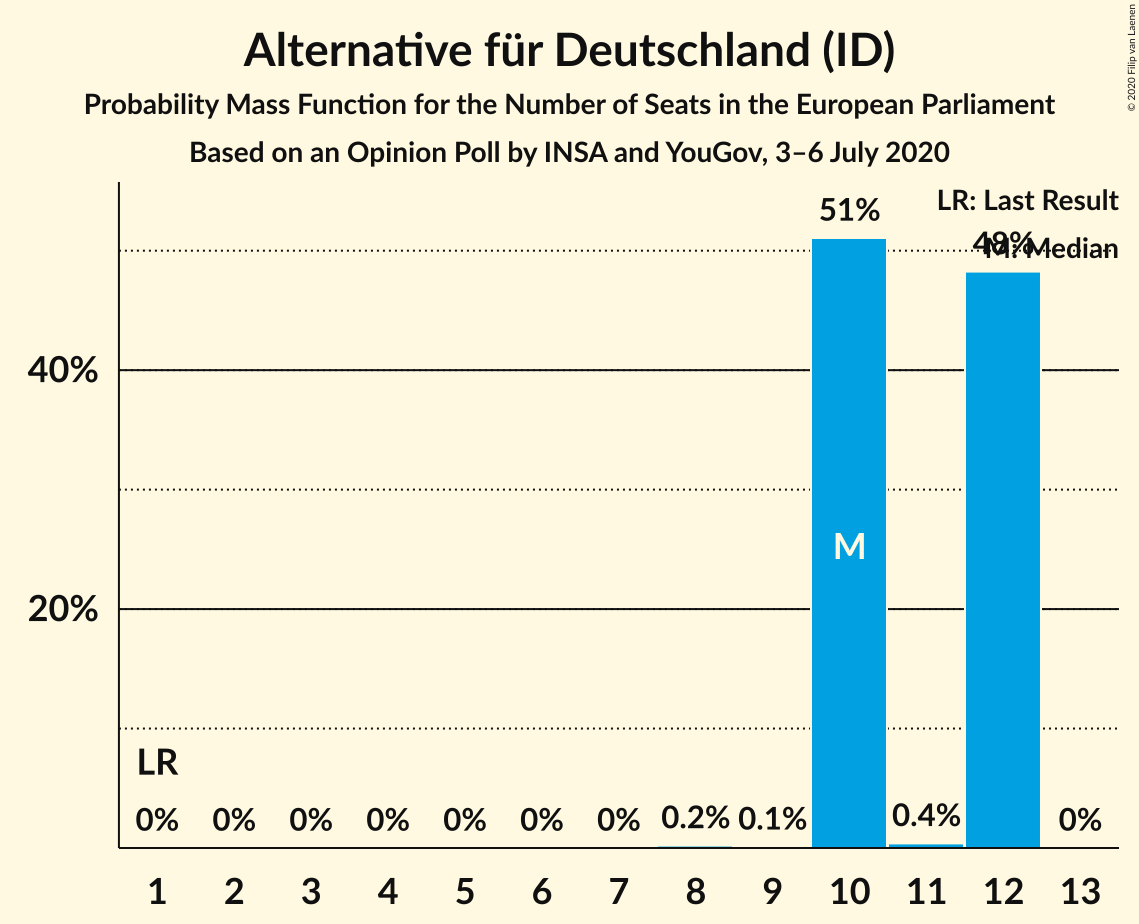 © 2020 Filip van Laenen
Alternative für Deutschland (ID)
Probability Mass Function for the Number of Seats in the European Parliament
Based on an Opinion Poll by INSA and YouGov, 3–6 July 2020
LR: Last Result
M: Median
51%
48%
40%
M
20%
LR
0%
0%
0%
0%
0%
0%
0%
0.2%
0.1%
0.4%
0%
1 2 3 4 5 6 7 8 9 10 11 12 13